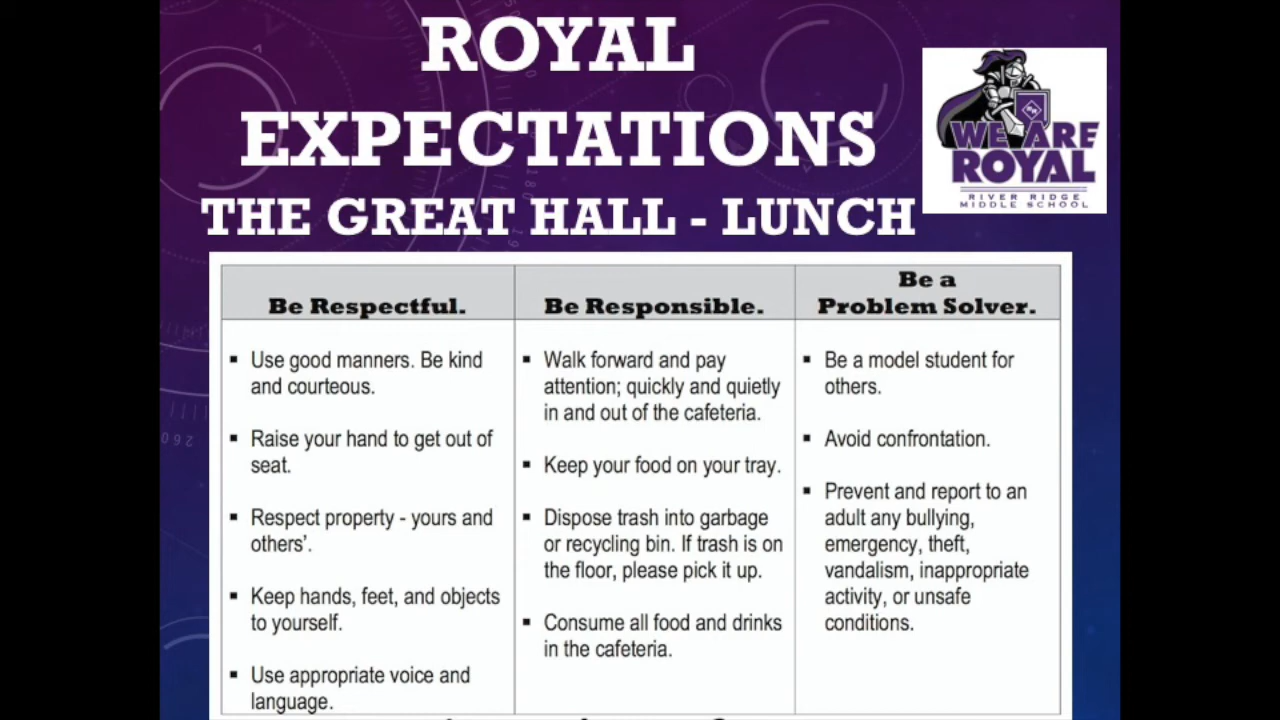 ROYAL
EXPECTATIONS
THE GREAT HALL - LUNCH
WE ARE
ROYAL
RIVER RIDGE
MIDDLE SCHOOL
Be Respectful.
▪ Use good manners. Be kind
and courteous.
▪ Raise your hand to get out of
seat.
▪ Respect property - yours and
others’.
▪ Keep hands, feet, and objects
to yourself.
▪ Use appropriate voice and
language.
Be Responsible.
▪ Walk forward and pay
attention; quickly and quietly
in and out of the cafeteria.
▪ Keep your food on your tray.
▪ Dispose trash into garbage
or recycling bin. If trash is on
the floor, please pick it up.
▪ Consume all food and drinks
in the cafeteria.
Be a
Problem Solver.
▪ Be a model student for
others.
▪ Avoid confrontation.
▪ Prevent and report to an
adult any bullying,
emergency, theft,
vandalism, inappropriate
activity, or unsafe
conditions.
260
180